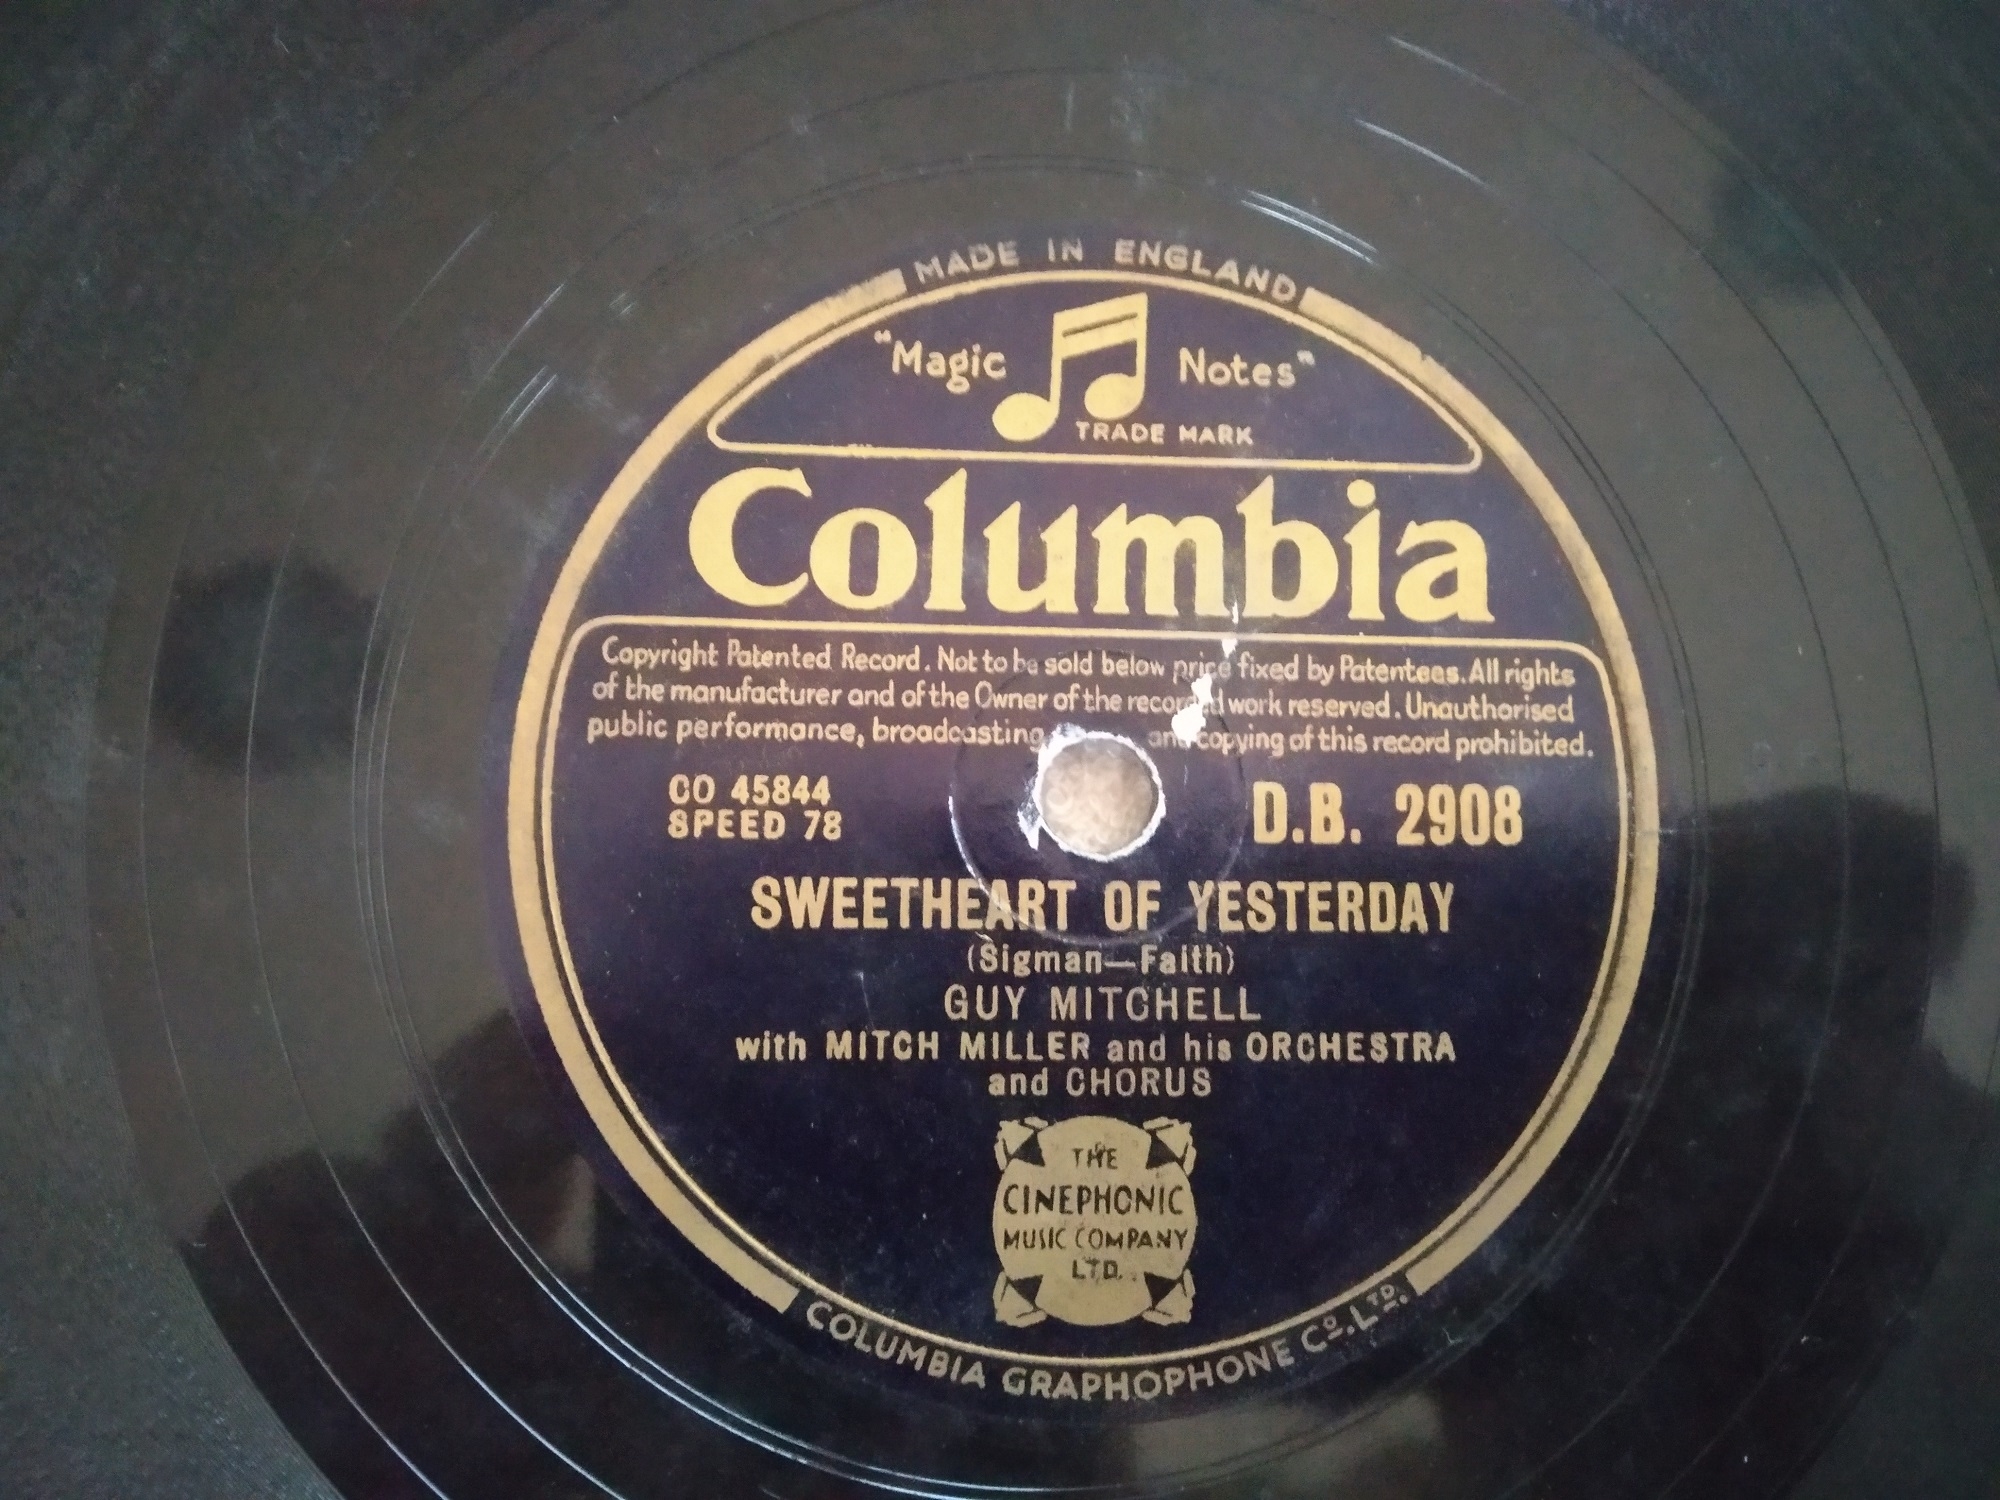 MADE IN ENGLAND
"Magic Notes"
TRADE MARK
Columbia
Copyright Patented Record. Not to be sold below price fixed by Patentees. All rights
of the manufacturer and of the Owner of the recorded work reserved. Unauthorised
public performance, broadcasting and copying of this record prohibited.
CO 45844
SPEED 78
D.B. 2908
SWEETHEART OF YESTERDAY
(Sigman—Faith)
GUY MITCHELL
with MITCH MILLER and his ORCHESTRA
and CHORUS
THE
CINEPHONIC
MUSIC COMPANY
LTD.
COLUMBIA GRAPHOPHONE Co. LTD.